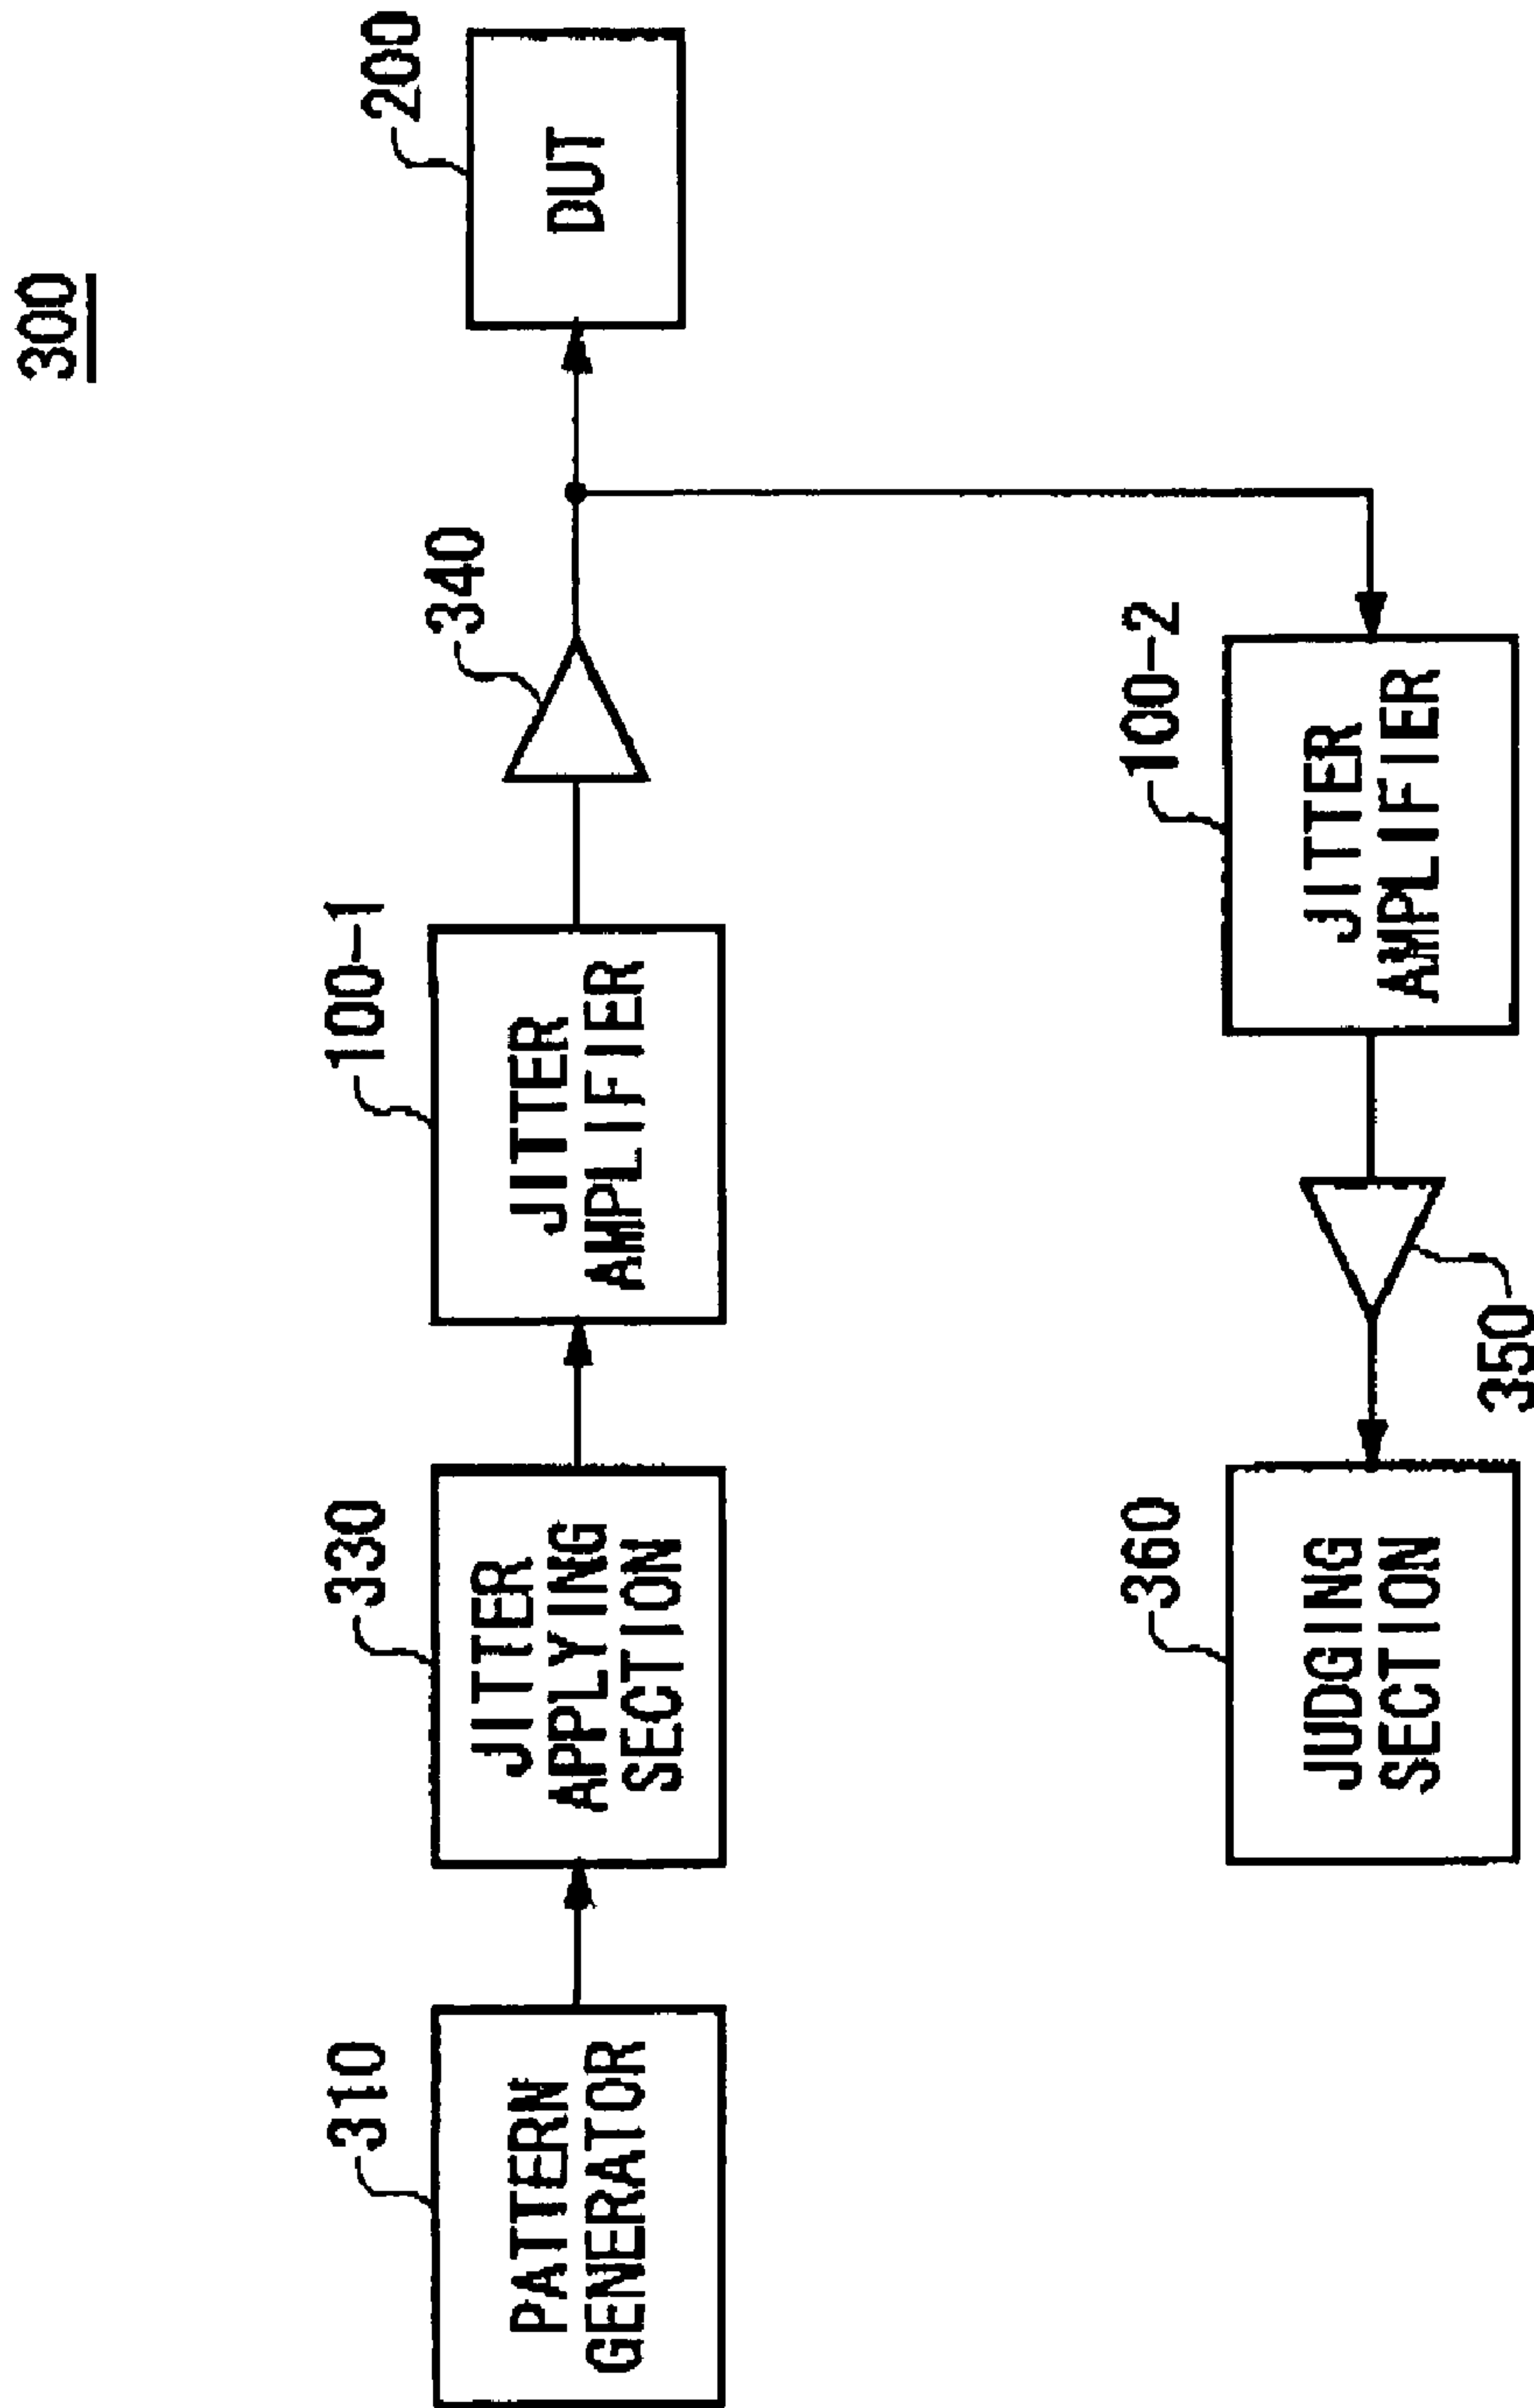 300
310
PATTERN
GENERATOR
330
JITTER
APPLYING
SECTION
100-1
JITTER
AMPLIFIER
340
200
DUT
360
JUDGING
SECTION
350
100-2
JITTER
AMPLIFIER